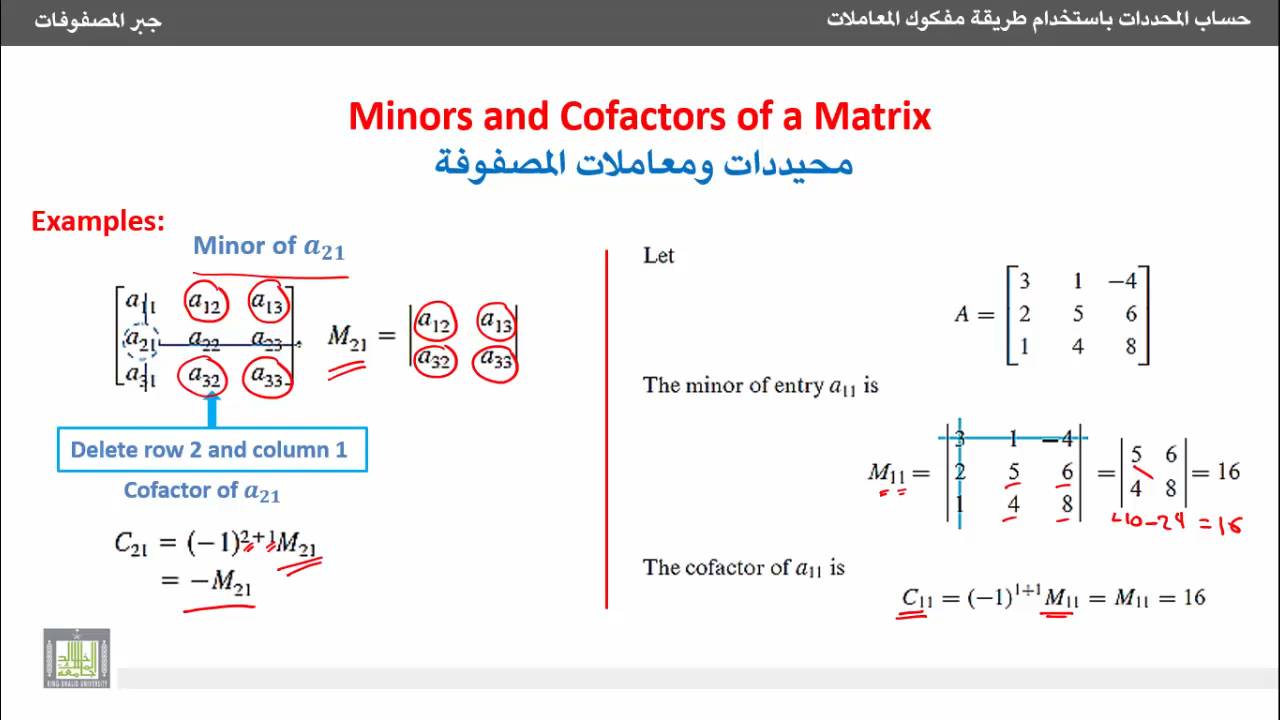 حساب المحددات باستخدام طريقة مفكوك المعاملات
جبر المصفوفات
Minors and Cofactors of a Matrix
محيددات ومعاملات المصفوفة
Examples:
Minor of a₂₁
a₁₁ a₁₂ a₁₃
a₂₁ a₂₂ a₂₃ , M₂₁ = | a₁₂ a₁₃ |
a₃₁ a₃₂ a₃₃ | a₃₂ a₃₃ |
Delete row 2 and column 1
Cofactor of a₂₁
C₂₁ = (−1)²⁺¹M₂₁
= −M₂₁
Let
3 1 −4
A = 2 5 6
1 4 8
The minor of entry a₁₁ is
3 1 −4
M₁₁ = | 2 5 6 | = | 5 6 | = 16
1 4 8 | 4 8 |
40-24 = 16
The cofactor of a₁₁ is
C₁₁ = (−1)¹⁺¹M₁₁ = M₁₁ = 16
KING KHALID UNIVERSITY